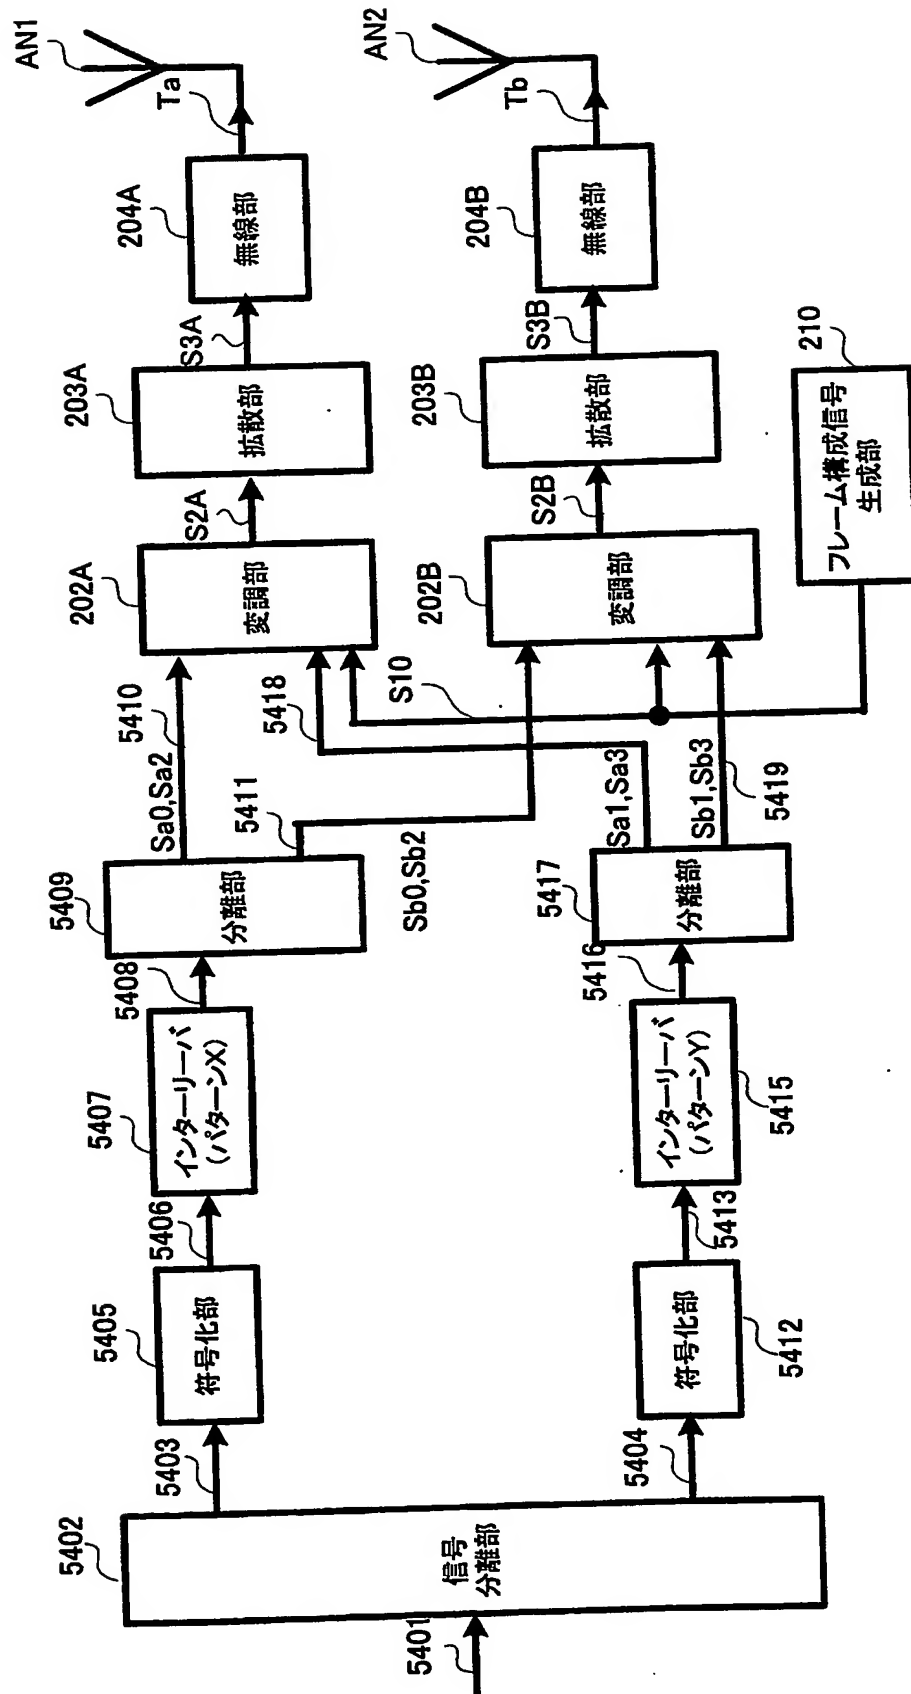 5401
5402
信号
分離部
5403
5404
5405
符号化部
5406
5407
インターリーバ
(パターンX)
5408
5409
分離部
Sa0,Sa2
5410
5411
Sb0,Sb2
5412
符号化部
5413
インターリーバ
(パターンY)
5415
5416
5417
分離部
Sa1,Sa3
5418
Sb1,Sb3
5419
S10
202A
変調部
S2A
203A
拡散部
S3A
204A
無線部
Ta
AN1
202B
変調部
S2B
203B
拡散部
S3B
204B
無線部
Tb
AN2
210
フレーム構成信号
生成部